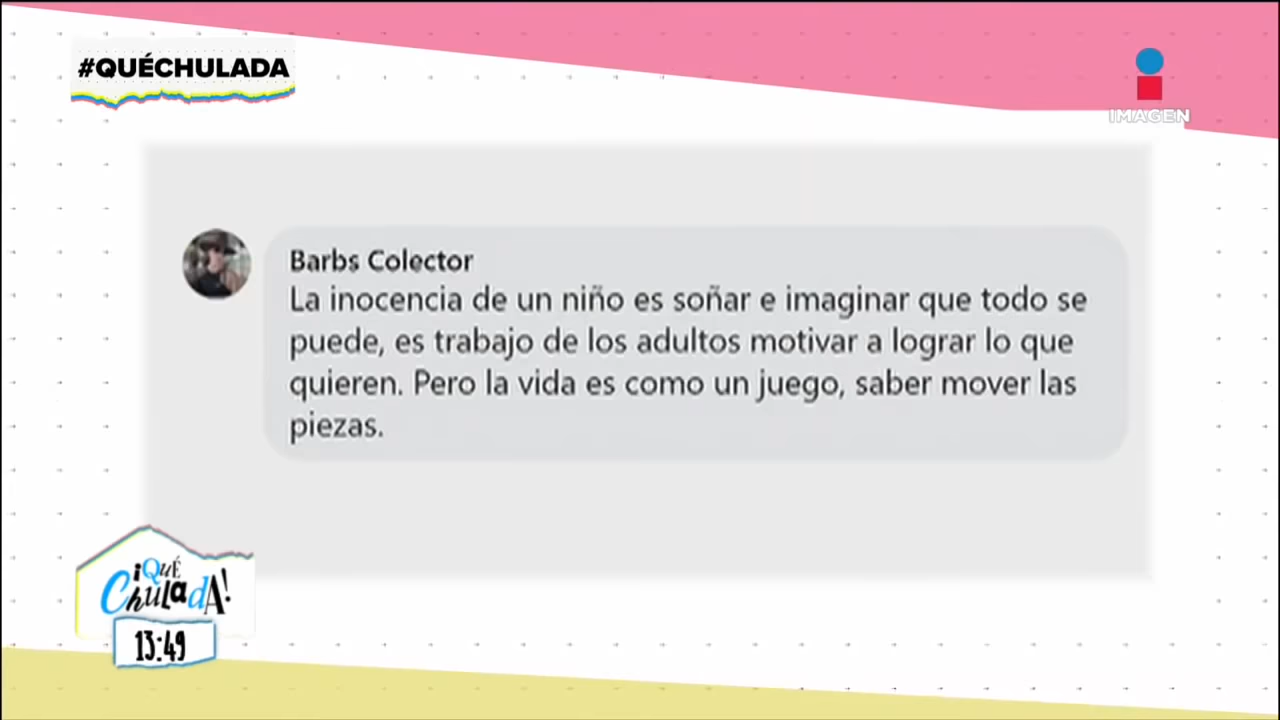 #QUÉCHULADA
IMAGEN
Barbs Colector
La inocencia de un niño es soñar e imaginar que todo se
puede, es trabajo de los adultos motivar a lograr lo que
quieren. Pero la vida es como un juego, saber mover las
piezas.
¡QuÉ
ChuladA!
13:49